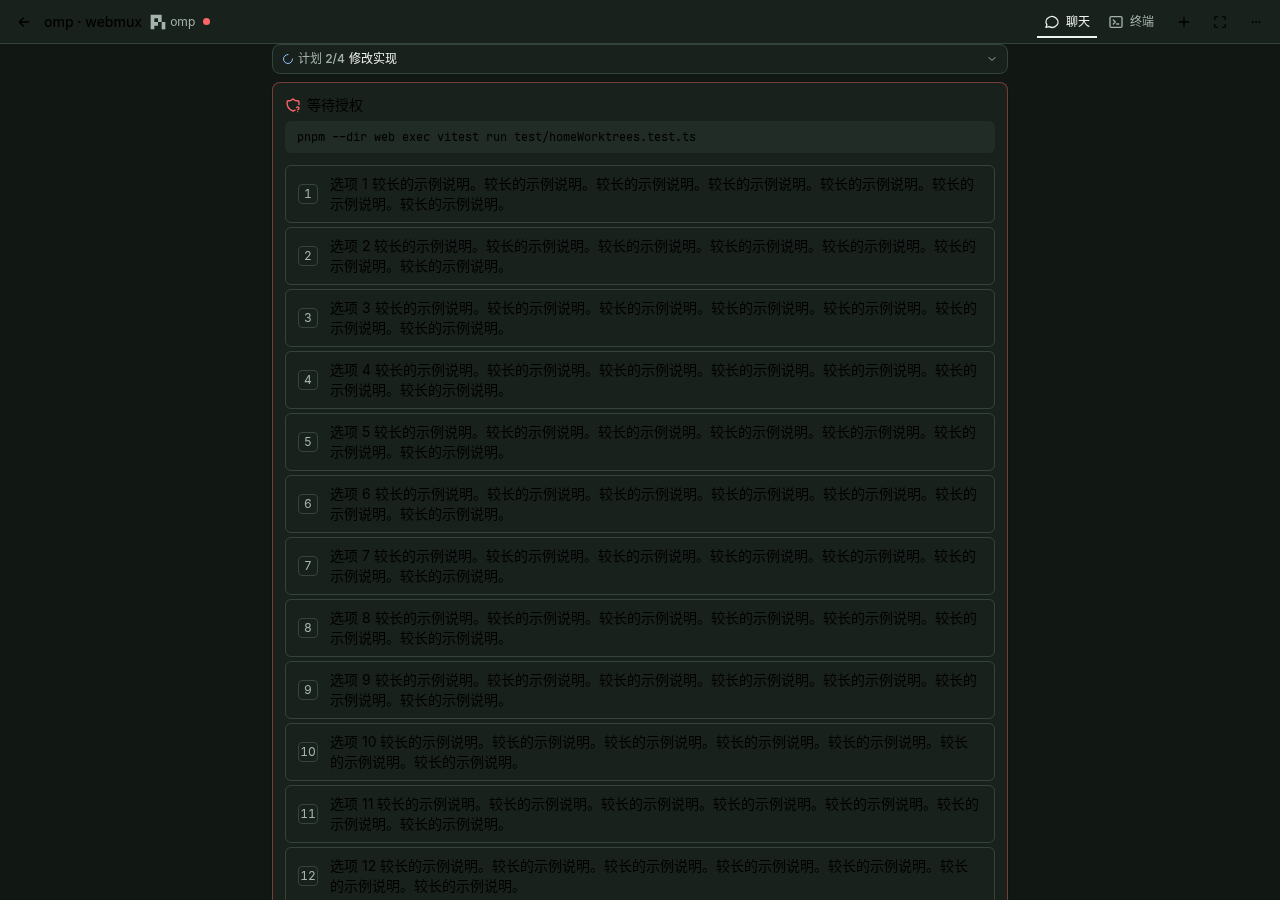 omp · webmux omp 聊天 终端
计划 2/4 修改实现
等待授权
pnpm --dir web exec vitest run test/homeWorktrees.test.ts
1 选项 1 较长的示例说明。较长的示例说明。较长的示例说明。较长的示例说明。较长的示例说明。较长的
示例说明。较长的示例说明。
2 选项 2 较长的示例说明。较长的示例说明。较长的示例说明。较长的示例说明。较长的示例说明。较长的
示例说明。较长的示例说明。
3 选项 3 较长的示例说明。较长的示例说明。较长的示例说明。较长的示例说明。较长的示例说明。较长的
示例说明。较长的示例说明。
4 选项 4 较长的示例说明。较长的示例说明。较长的示例说明。较长的示例说明。较长的示例说明。较长的
示例说明。较长的示例说明。
5 选项 5 较长的示例说明。较长的示例说明。较长的示例说明。较长的示例说明。较长的示例说明。较长的
示例说明。较长的示例说明。
6 选项 6 较长的示例说明。较长的示例说明。较长的示例说明。较长的示例说明。较长的示例说明。较长的
示例说明。较长的示例说明。
7 选项 7 较长的示例说明。较长的示例说明。较长的示例说明。较长的示例说明。较长的示例说明。较长的
示例说明。较长的示例说明。
8 选项 8 较长的示例说明。较长的示例说明。较长的示例说明。较长的示例说明。较长的示例说明。较长的
示例说明。较长的示例说明。
9 选项 9 较长的示例说明。较长的示例说明。较长的示例说明。较长的示例说明。较长的示例说明。较长的
示例说明。较长的示例说明。
10 选项 10 较长的示例说明。较长的示例说明。较长的示例说明。较长的示例说明。较长的示例说明。较长
的示例说明。较长的示例说明。
11 选项 11 较长的示例说明。较长的示例说明。较长的示例说明。较长的示例说明。较长的示例说明。较长的
示例说明。较长的示例说明。
12 选项 12 较长的示例说明。较长的示例说明。较长的示例说明。较长的示例说明。较长的示例说明。较长
的示例说明。较长的示例说明。